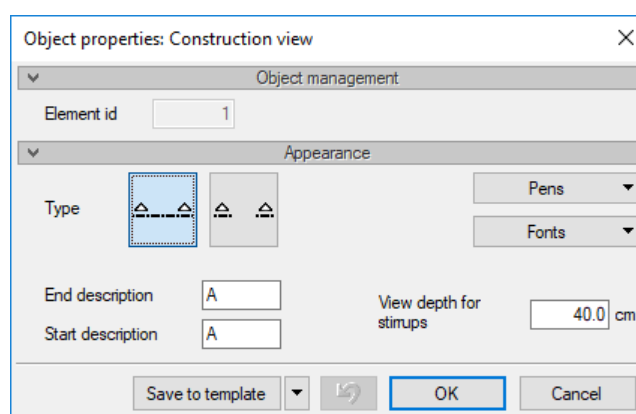 Object properties: Construction view
Object management
Element id 1
Appearance
Type
Pens
Fonts
End description A
Start description A
View depth for
stirrups
40.0 cm
Save to template
OK
Cancel